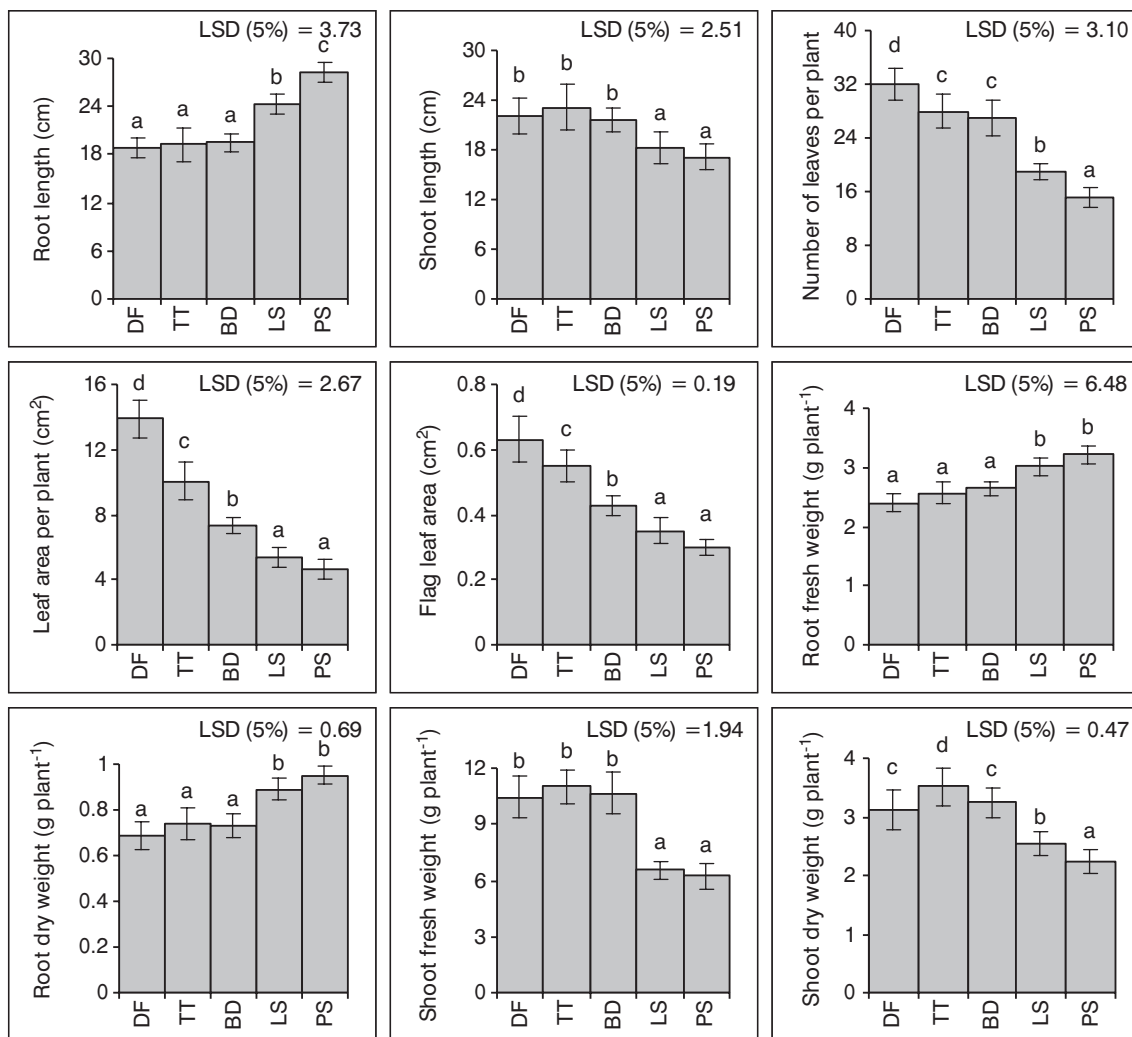 LSD (5%) = 3.73
Root length (cm)
30
24
18
12
6
0
a
a
a
b
c
DF
TT
BD
LS
PS
LSD (5%) = 2.51
Shoot length (cm)
30
24
18
12
6
0
b
b
b
a
a
DF
TT
BD
LS
PS
LSD (5%) = 3.10
Number of leaves per plant
32
24
16
8
0
d
c
c
b
a
DF
TT
BD
LS
PS
LSD (5%) = 2.67
Leaf area per plant (cm²)
16
12
8
4
0
d
c
b
a
a
DF
TT
BD
LS
PS
LSD (5%) = 0.19
Flag leaf area (cm²)
0.8
0.6
0.4
0.2
0
d
c
b
a
a
DF
TT
BD
LS
PS
LSD (5%) = 6.48
Root fresh weight (g plant⁻¹)
4
3
2
1
0
a
a
a
b
b
DF
TT
BD
LS
PS
LSD (5%) = 0.69
Root dry weight (g plant⁻¹)
1
0.8
0.6
0.4
0.2
0
a
a
a
b
b
DF
TT
BD
LS
PS
LSD (5%) =1.94
Shoot fresh weight (g plant⁻¹)
12
9
6
3
0
b
b
b
a
a
DF
TT
BD
LS
PS
LSD (5%) = 0.47
Shoot dry weight (g plant⁻¹)
4
3
2
1
0
c
d
c
b
a
DF
TT
BD
LS
PS